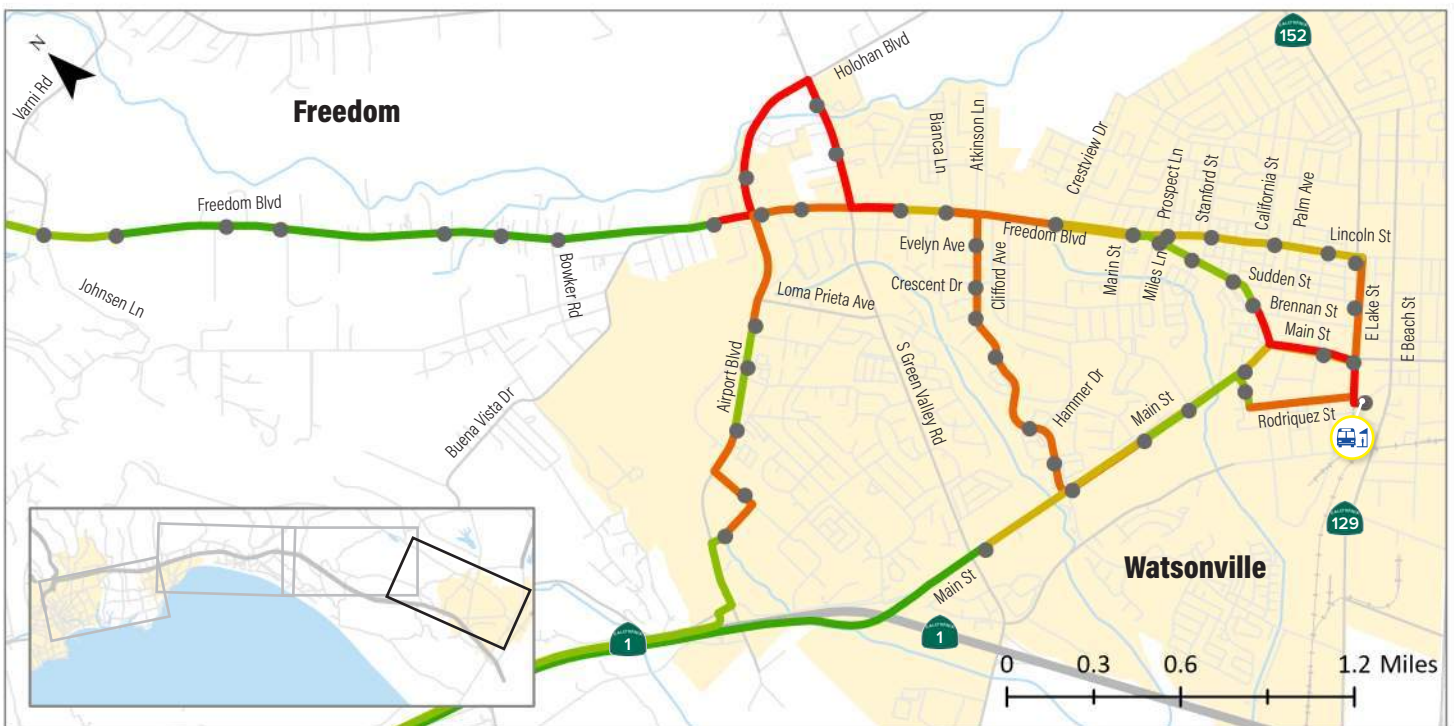 152
N
Holohan Blvd
Varni Rd
Freedom
Bianca Ln
Atkinson Ln
Crestview Dr
Prospect Ln
Stanford St
California St
Palm Ave
Freedom Blvd
Lincoln St
Evelyn Ave
Freedom Blvd
Marin St
Miles Ln
Sudden St
Bowker Rd
Crescent Dr
Clifford Ave
Johnsen Ln
Loma Prieta Ave
Brennan St
Main St
E Lake St
E Beach St
Airport Blvd
S Green Valley Rd
Hammer Dr
Main St
Rodriquez St
Buena Vista Dr
129
Watsonville
Main St
CALIFORNIA
1
CALIFORNIA
1
0 0.3 0.6 1.2 Miles